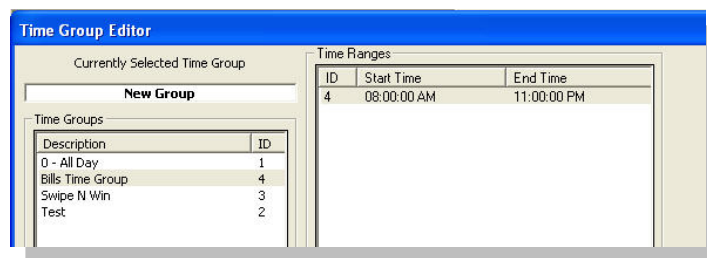 Time Group Editor
Currently Selected Time Group
New Group
Time Groups
Description ID
0 - All Day 1
Bills Time Group 4
Swipe N Win 3
Test 2
Time Ranges
ID Start Time End Time
4 08:00:00 AM 11:00:00 PM